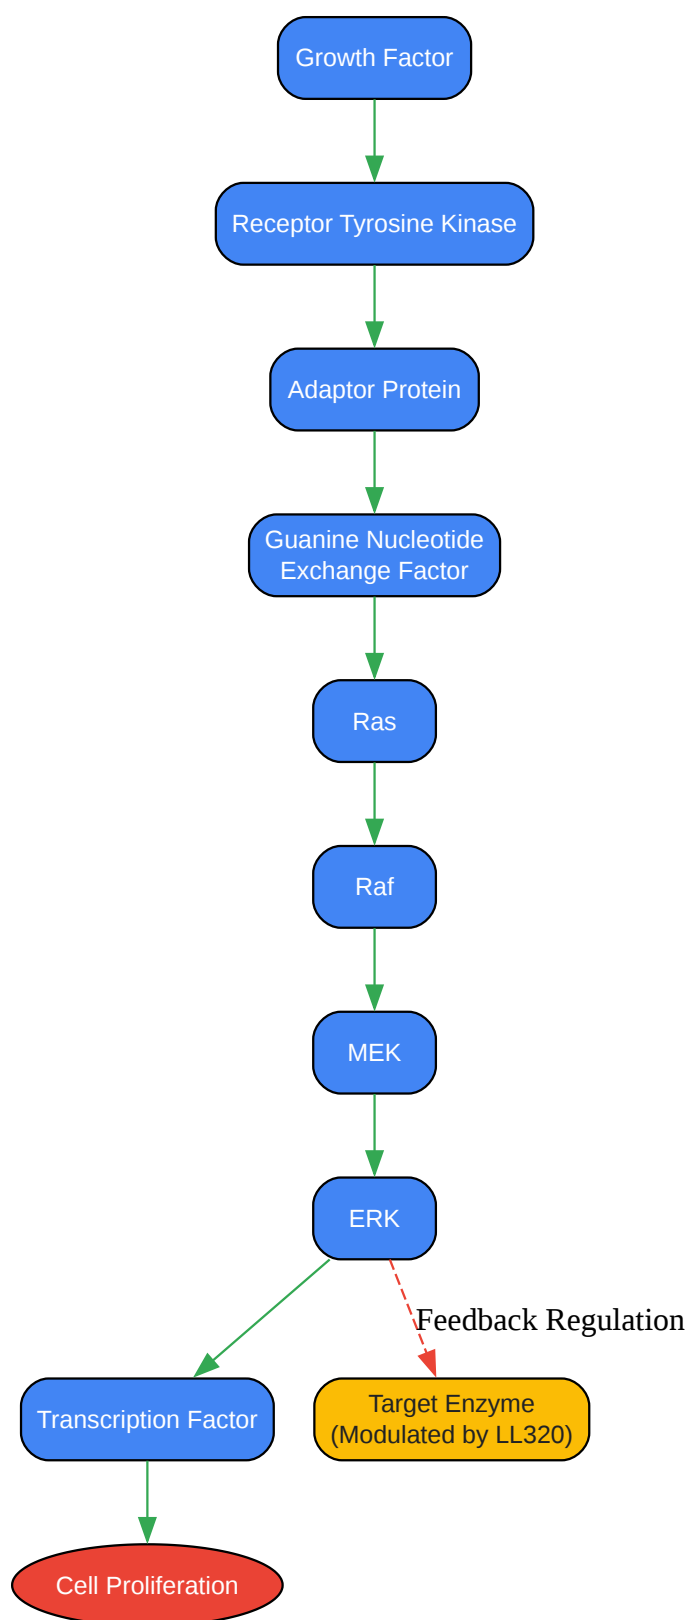 Growth Factor
Receptor Tyrosine Kinase
Adaptor Protein
Guanine Nucleotide
Exchange Factor
Ras
Raf
MEK
ERK
Feedback Regulation
Transcription Factor
Target Enzyme
(Modulated by LL320)
Cell Proliferation